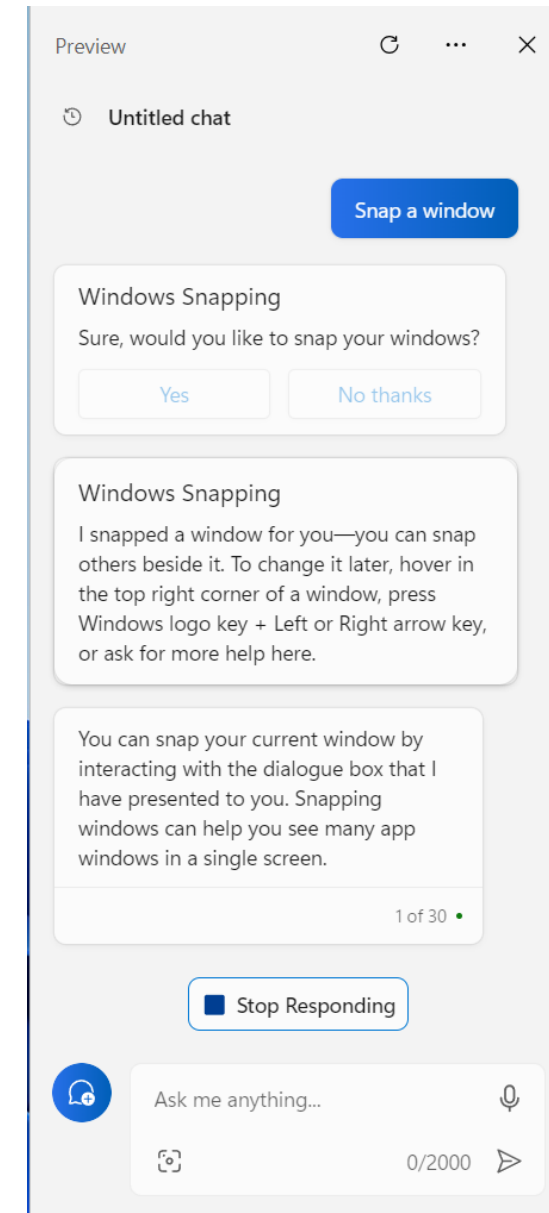 Preview
Untitled chat
Snap a window
Windows Snapping
Sure, would you like to snap your windows?
Yes
No thanks
Windows Snapping
I snapped a window for you—you can snap
others beside it. To change it later, hover in
the top right corner of a window, press
Windows logo key + Left or Right arrow key,
or ask for more help here.
You can snap your current window by
interacting with the dialogue box that I
have presented to you. Snapping
windows can help you see many app
windows in a single screen.
1 of 30
Stop Responding
Ask me anything...
0/2000